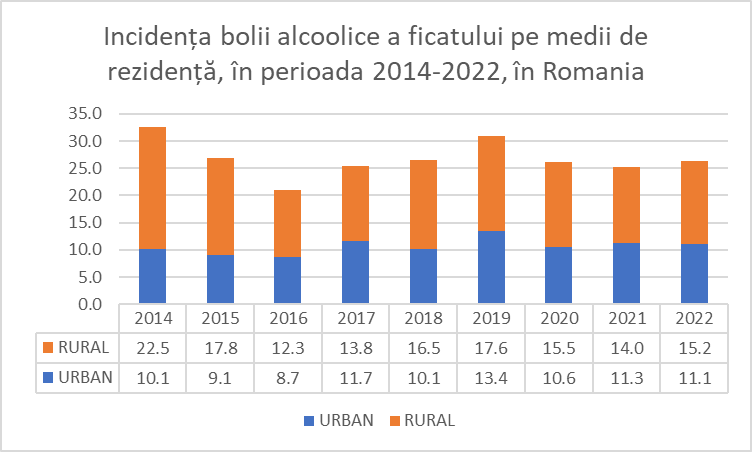 Incidența bolii alcoolice a ficatului pe medii de
rezidență, în perioada 2014-2022, în Romania
35.0
30.0
25.0
20.0
15.0
10.0
5.0
0.0
2014 2015 2016 2017 2018 2019 2020 2021 2022
RURAL 22.5 17.8 12.3 13.8 16.5 17.6 15.5 14.0 15.2
URBAN 10.1 9.1 8.7 11.7 10.1 13.4 10.6 11.3 11.1
URBAN RURAL